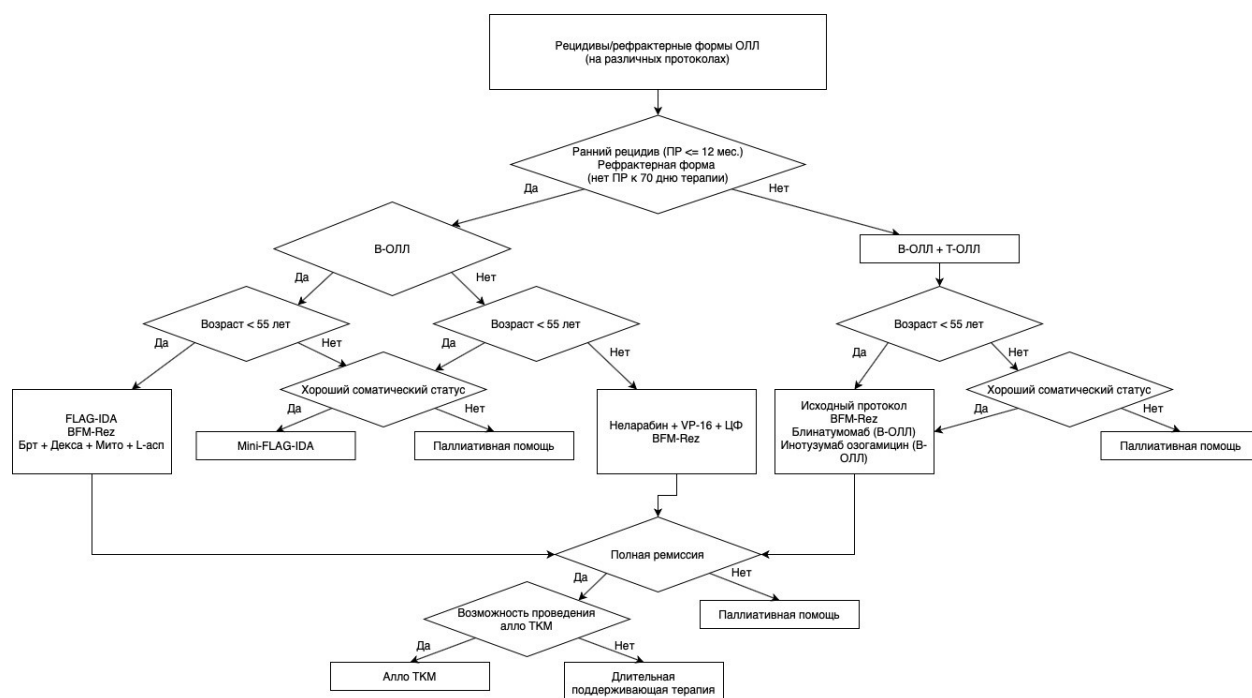 Рецидивы/рефрактерные формы ОЛЛ
(на различных протоколах)
Ранний рецидив (ПР <= 12 мес.)
Рефрактерная форма
(нет ПР к 70 дню терапии)
Да
Нет
В-ОЛЛ
В-ОЛЛ + Т-ОЛЛ
Да
Нет
Возраст < 55 лет
Возраст < 55 лет
Возраст < 55 лет
Да
Нет
Да
Нет
Да
Нет
Хороший соматический статус
Хороший соматический статус
Да
Нет
Да
Нет
FLAG-IDA
BFM-Rez
Брт + Декса + Мито + L-асп
Mini-FLAG-IDA
Паллиативная помощь
Неларабин + VP-16 + ЦФ
BFM-Rez
Исходный протокол
BFM-Rez
Блинатумомаб (В-ОЛЛ)
Инотузумаб озогамицин (В-
ОЛЛ)
Паллиативная помощь
Полная ремиссия
Да
Нет
Возможность проведения
алло ТКМ
Паллиативная помощь
Да
Нет
Алло ТКМ
Длительная
поддерживающая терапия